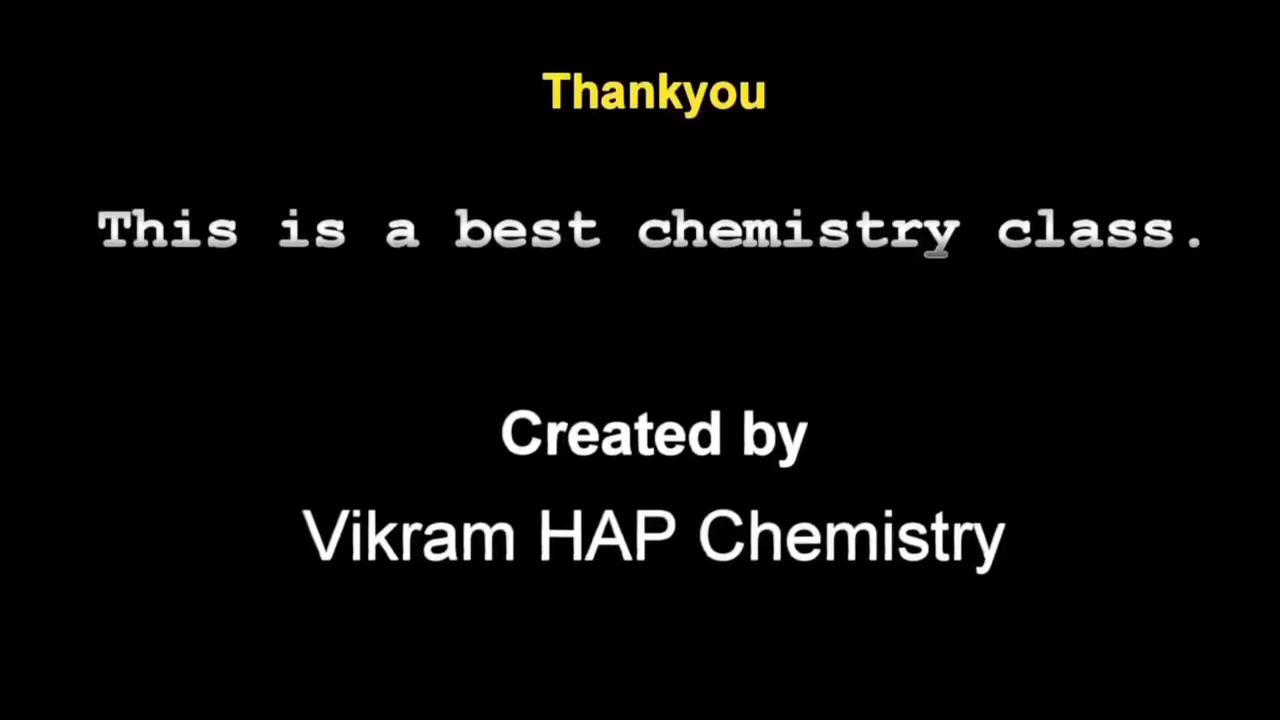 Thankyou
This is a best chemistry class.
Created by
Vikram HAP Chemistry